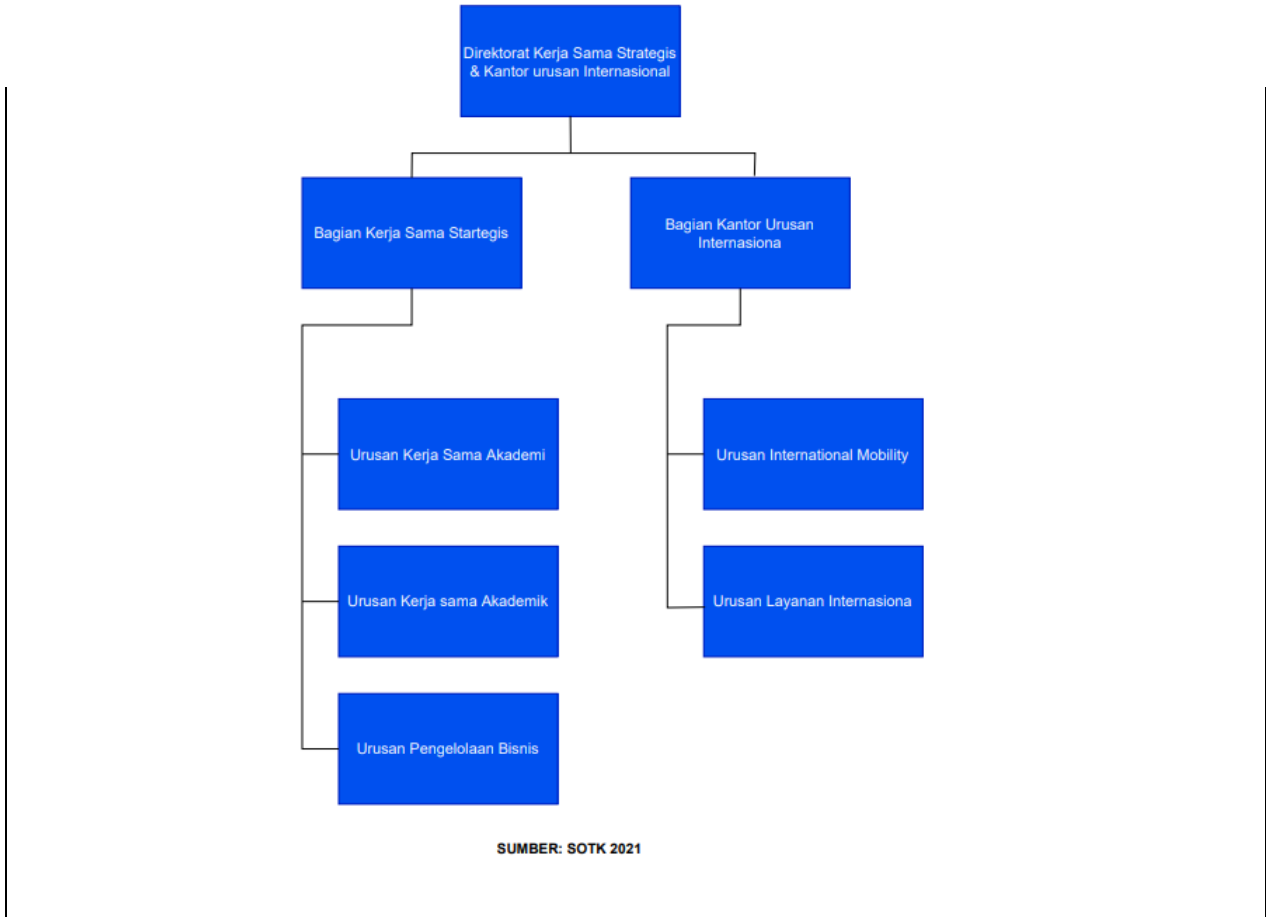 Direktorat Kerja Sama Strategis
& Kantor urusan Internasional
Bagian Kerja Sama Startegis
Bagian Kantor Urusan
Internasiona
Urusan Kerja Sama Akademi
Urusan International Mobility
Urusan Kerja sama Akademik
Urusan Layanan Internasiona
Urusan Pengelolaan Bisnis
SUMBER: SOTK 2021